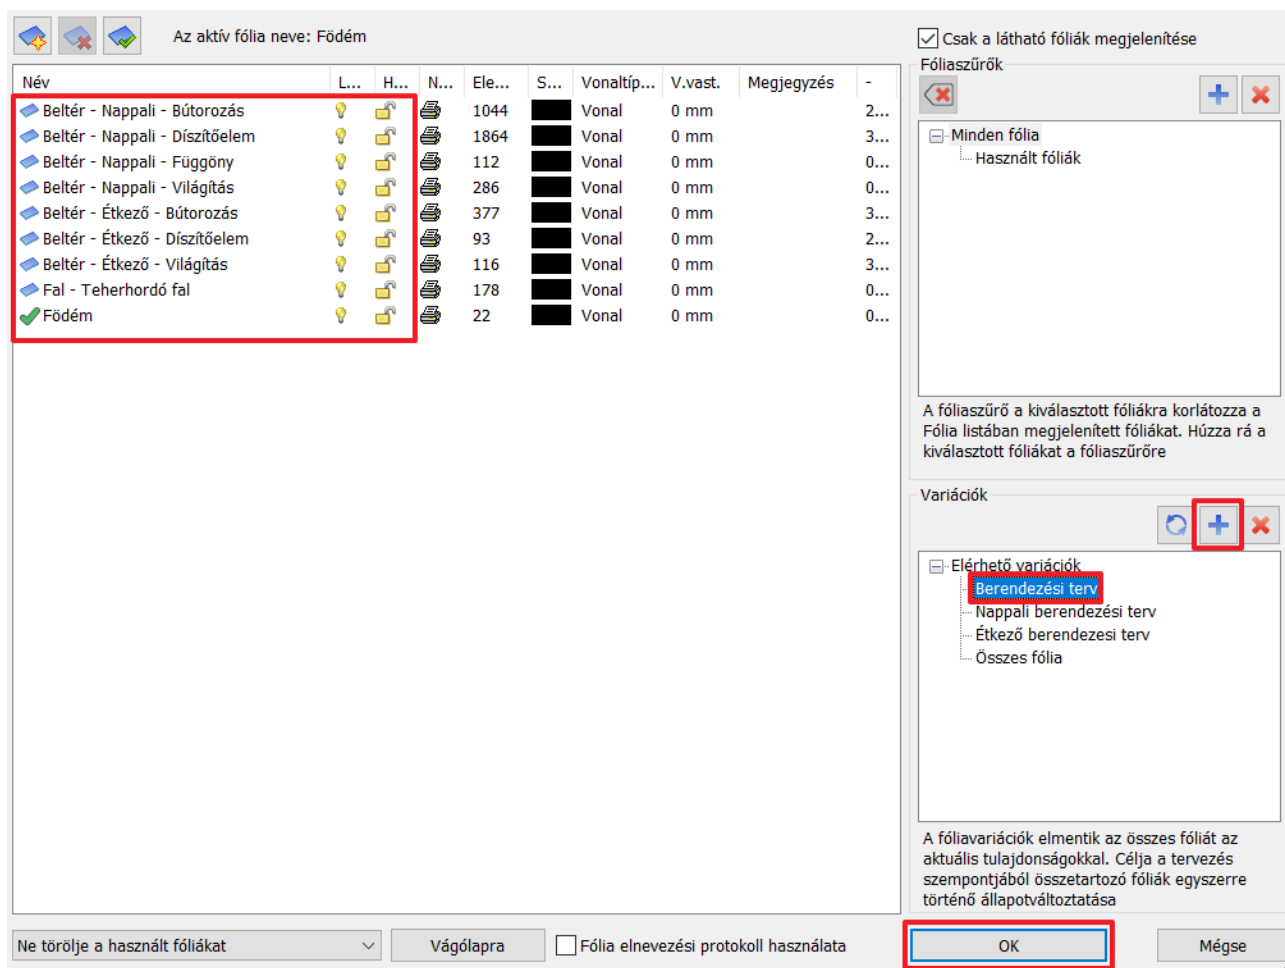 Az aktív fólia neve: Födém
Csak a látható fóliák megjelenítése
Név L... H... N... Ele... S... Vonaltíp... V.vast. Megjegyzés -
Beltér - Nappali - Bútorozás 1044 Vonal 0 mm 2...
Beltér - Nappali - Díszítőelem 1864 Vonal 0 mm 3...
Beltér - Nappali - Függöny 112 Vonal 0 mm 0...
Beltér - Nappali - Világítás 286 Vonal 0 mm 0...
Beltér - Étkező - Bútorozás 377 Vonal 0 mm 3...
Beltér - Étkező - Díszítőelem 93 Vonal 0 mm 2...
Beltér - Étkező - Világítás 116 Vonal 0 mm 3...
Fal - Teherhordó fal 178 Vonal 0 mm 0...
Födém 22 Vonal 0 mm 0...
Fóliaszűrők
Minden fólia
Használt fóliák
A fóliaszűrő a kiválasztott fóliákra korlátozza a
Fólia listában megjelenített fóliákat. Húzza rá a
kiválasztott fóliákat a fóliaszűrőre
Variációk
Elérhető variációk
Berendezési terv
Nappali berendezési terv
Étkező berendezesi terv
Összes fólia
A fóliavariációk elmentik az összes fóliát az
aktuális tulajdonságokkal. Célja a tervezés
szempontjából összetartozó fóliák egyszerre
történő állapotváltoztatása
Ne törölje a használt fóliákat
Vágólapra
Fólia elnevezési protokoll használata
OK
Mégse